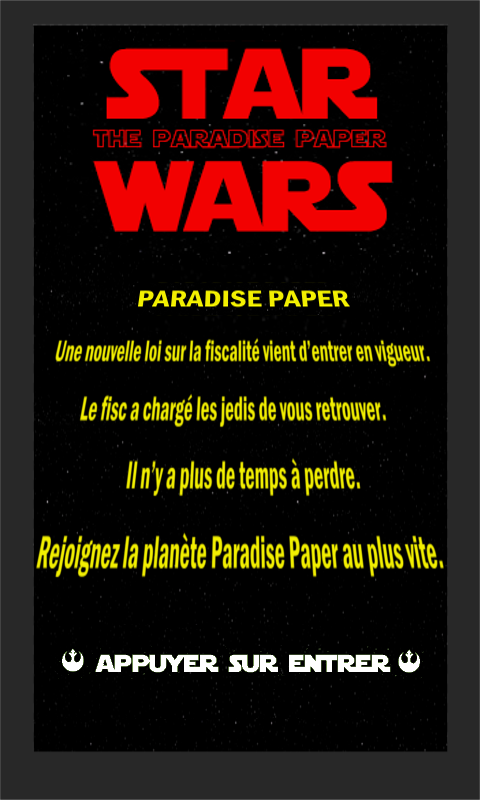 STAR
THE PARADISE PAPER
WARS
PARADISE PAPER
Une nouvelle loi sur la fiscalité vient d'entrer en vigueur.
Le fisc a chargé les jedis de vous retrouver.
Il n'y a plus de temps à perdre.
Rejoignez la planète Paradise Paper au plus vite.
APPUYER SUR ENTRER